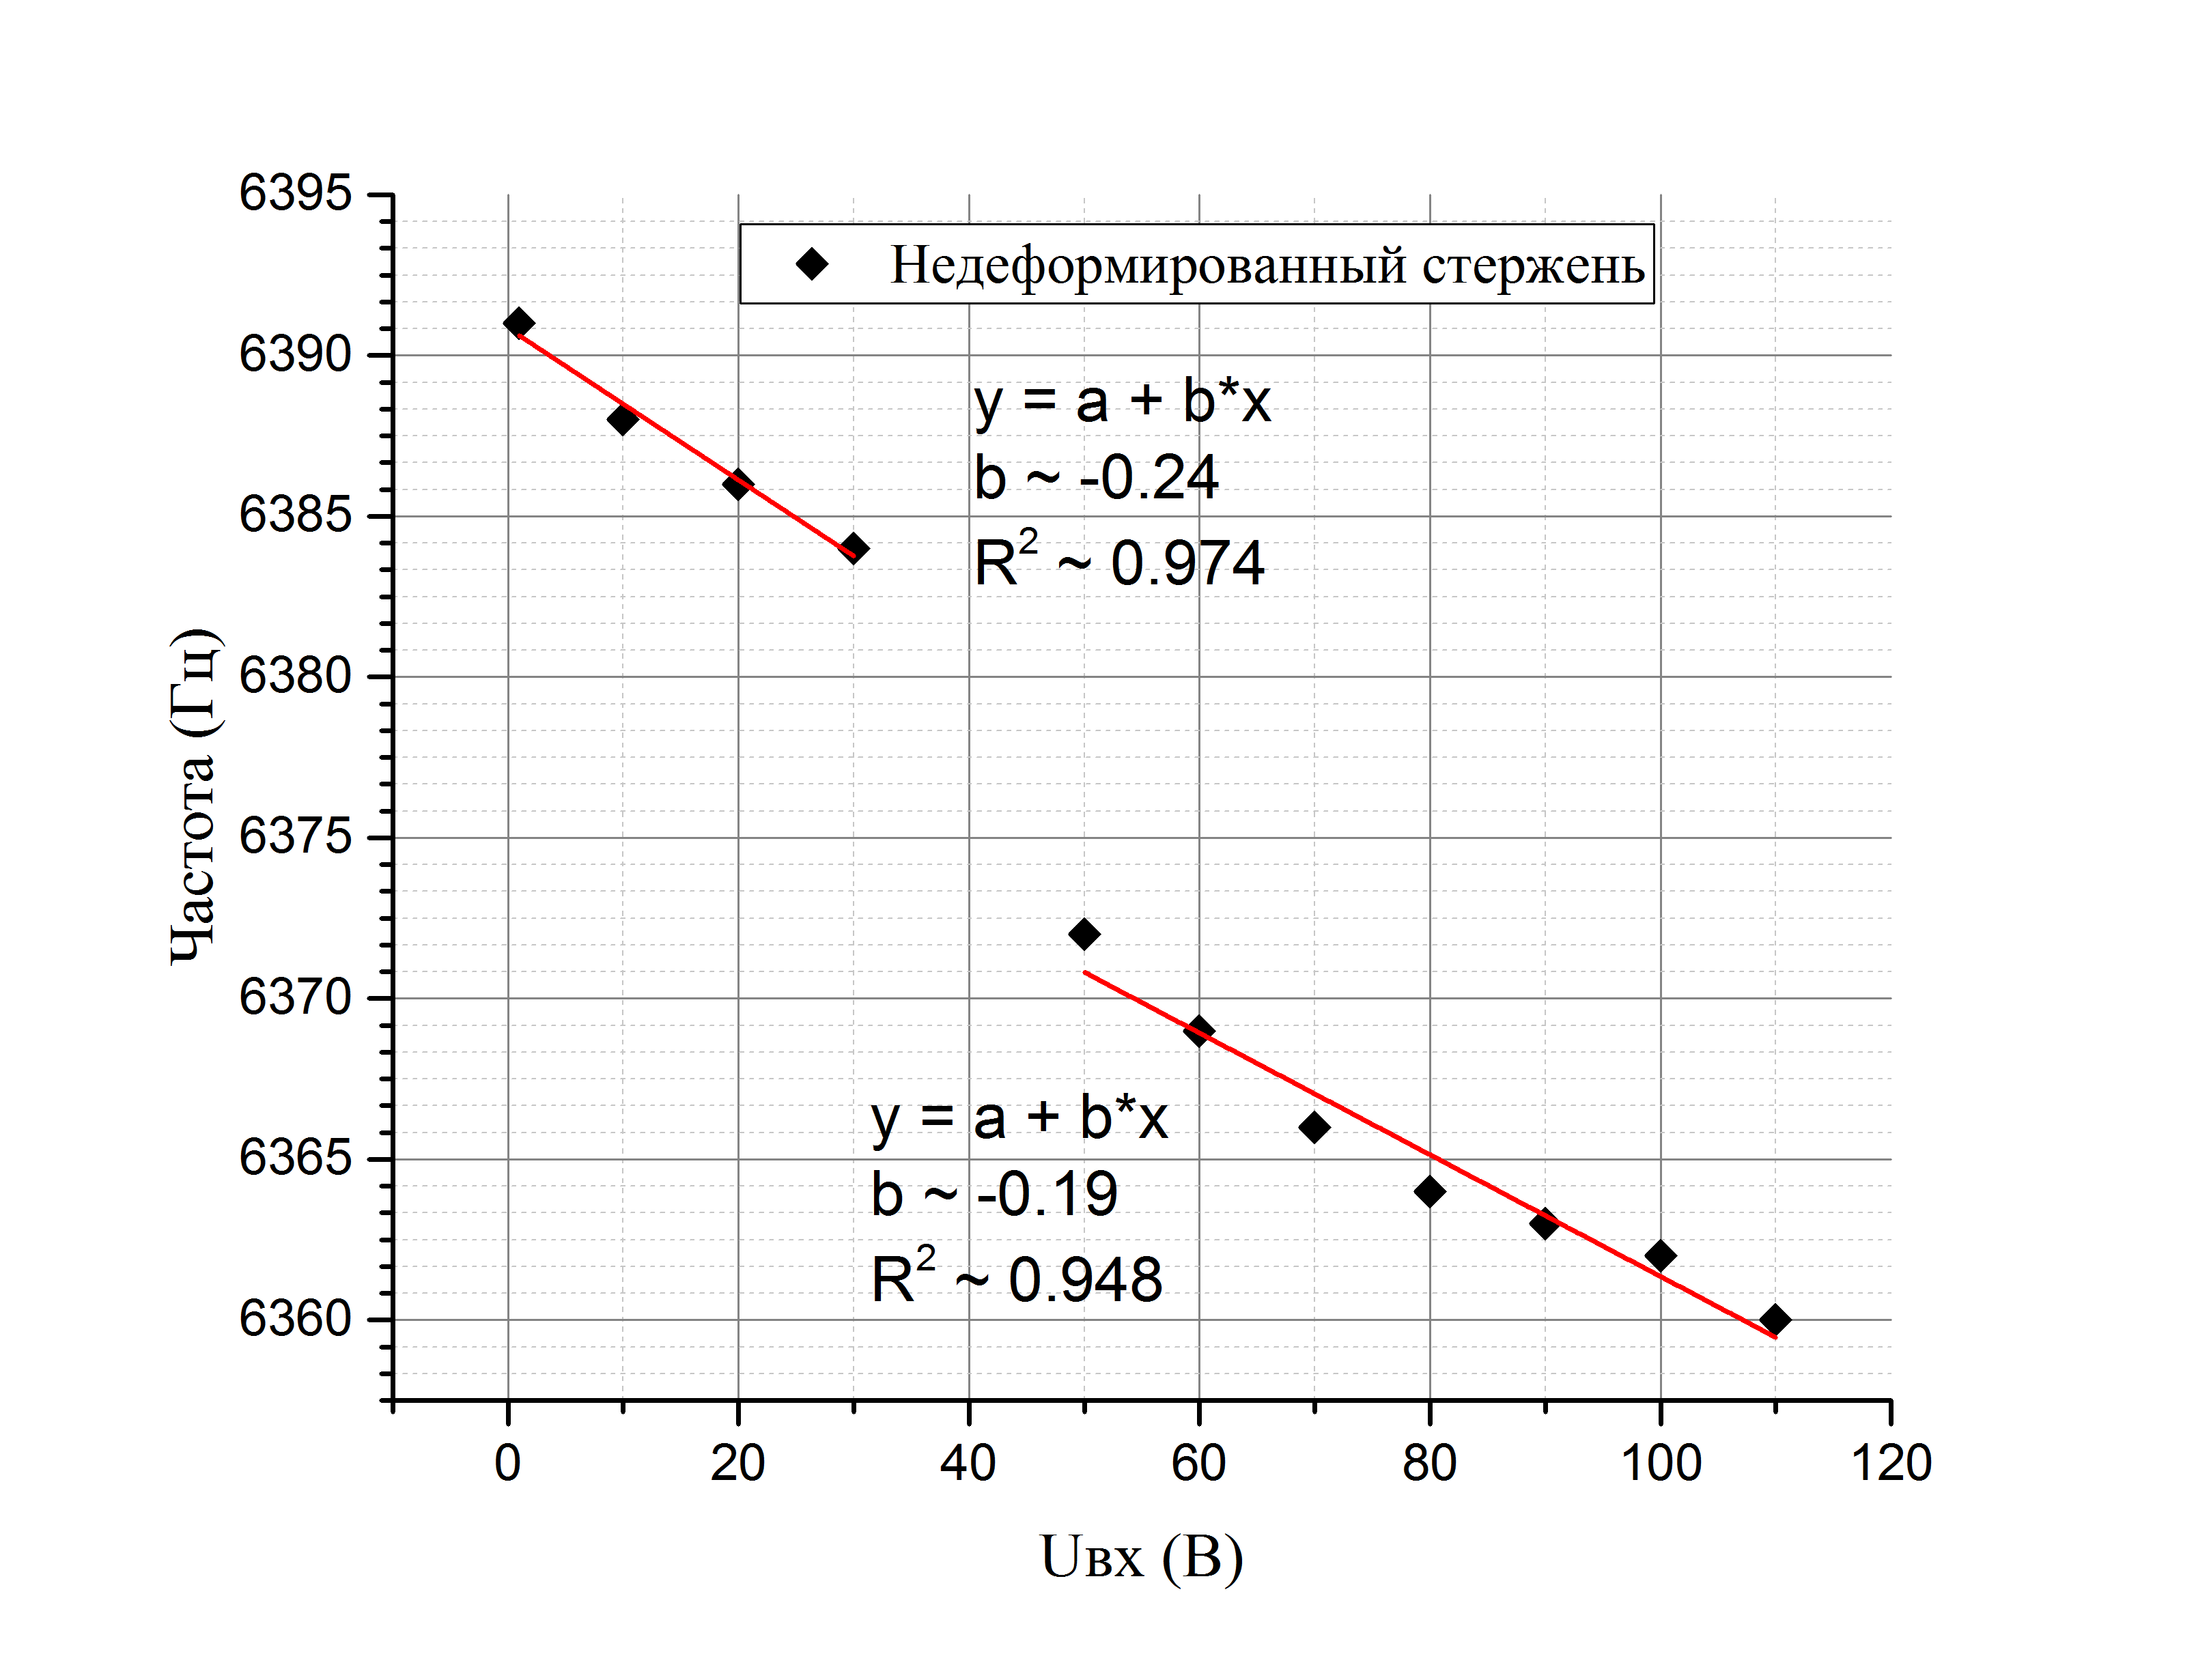 Недеформированный стержень
y = a + b*x
b ~ -0.24
R² ~ 0.974
y = a + b*x
b ~ -0.19
R² ~ 0.948
Частота (Гц)
6395
6390
6385
6380
6375
6370
6365
6360
0 20 40 60 80 100 120
Uвх (В)